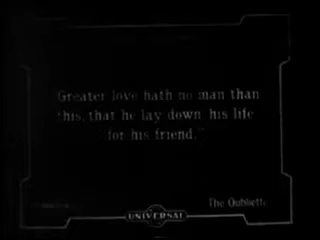 "Greater love hath no man than
this, that he lay down his life
for his friend."
The Oubliette
UNIVERSAL